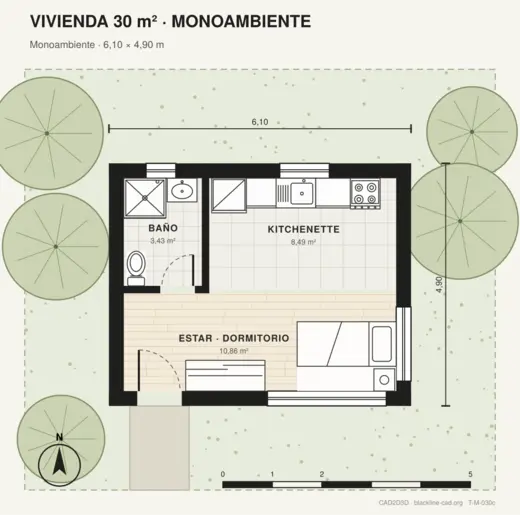 VIVIENDA 30 m² · MONOAMBIENTE
Monoambiente · 6,10 × 4,90 m
6,10
BAÑO
3,43 m²
KITCHENETTE
8,49 m²
4,90
ESTAR · DORMITORIO
10,86 m²
N
0 1 2 5
CAD2D3D · blackline-cad.org T-M-030c